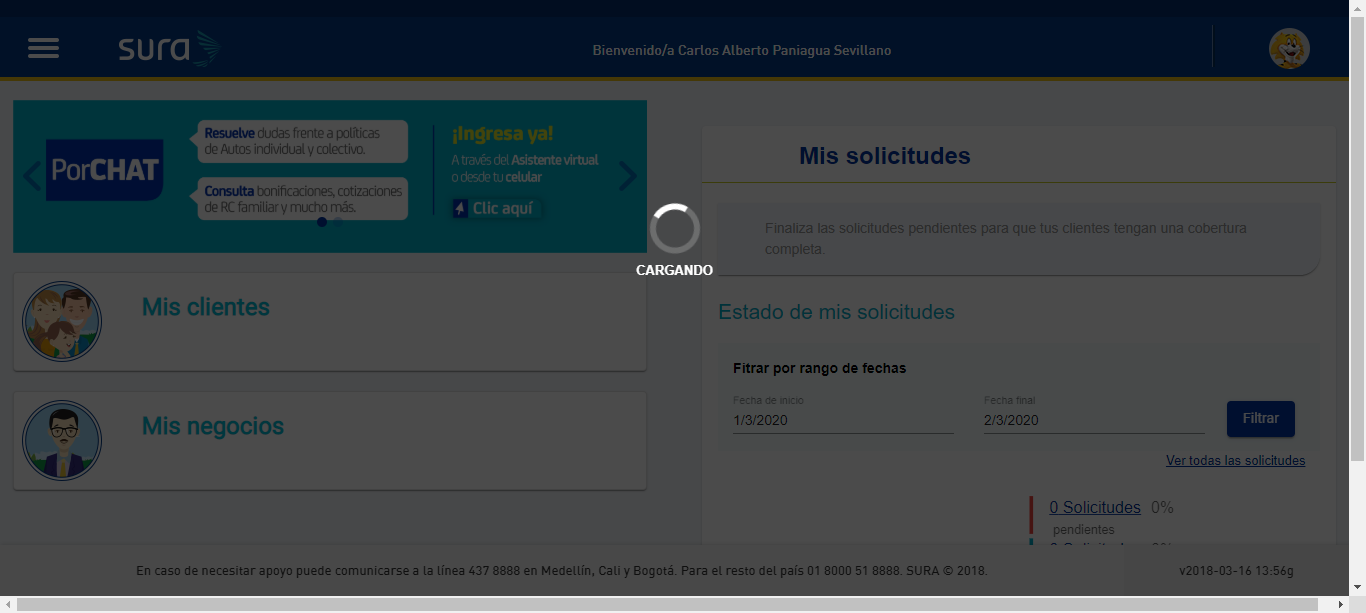 sura
Bienvenido/a Carlos Alberto Paniagua Sevillano
PorCHAT
Resuelve dudas frente a políticas
de Autos individual y colectivo.
Consulta bonificaciones, cotizaciones
de RC familiar y mucho más.
¡Ingresa ya!
A través del Asistente virtual
o desde tu celular
Clic aquí
Mis solicitudes
Finaliza las solicitudes pendientes para que tus clientes tengan una cobertura
completa.
CARGANDO
Mis clientes
Mis negocios
Estado de mis solicitudes
Fitrar por rango de fechas
Fecha de inicio
1/3/2020
Fecha final
2/3/2020
Filtrar
Ver todas las solicitudes
0 Solicitudes 0%
pendientes
En caso de necesitar apoyo puede comunicarse a la línea 437 8888 en Medellín, Cali y Bogotá. Para el resto del país 01 8000 51 8888. SURA © 2018.
v2018-03-16 13:56g